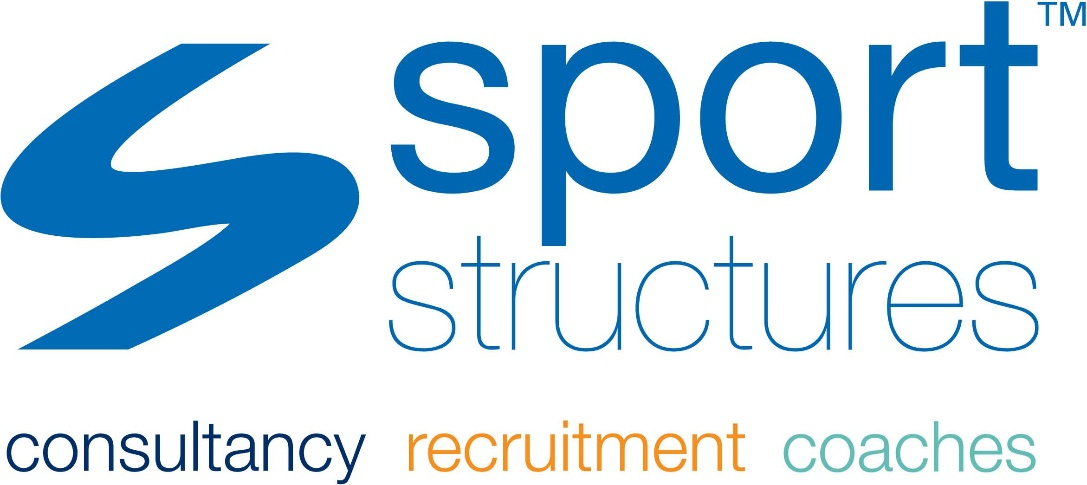 sport™
structures
consultancy recruitment coaches